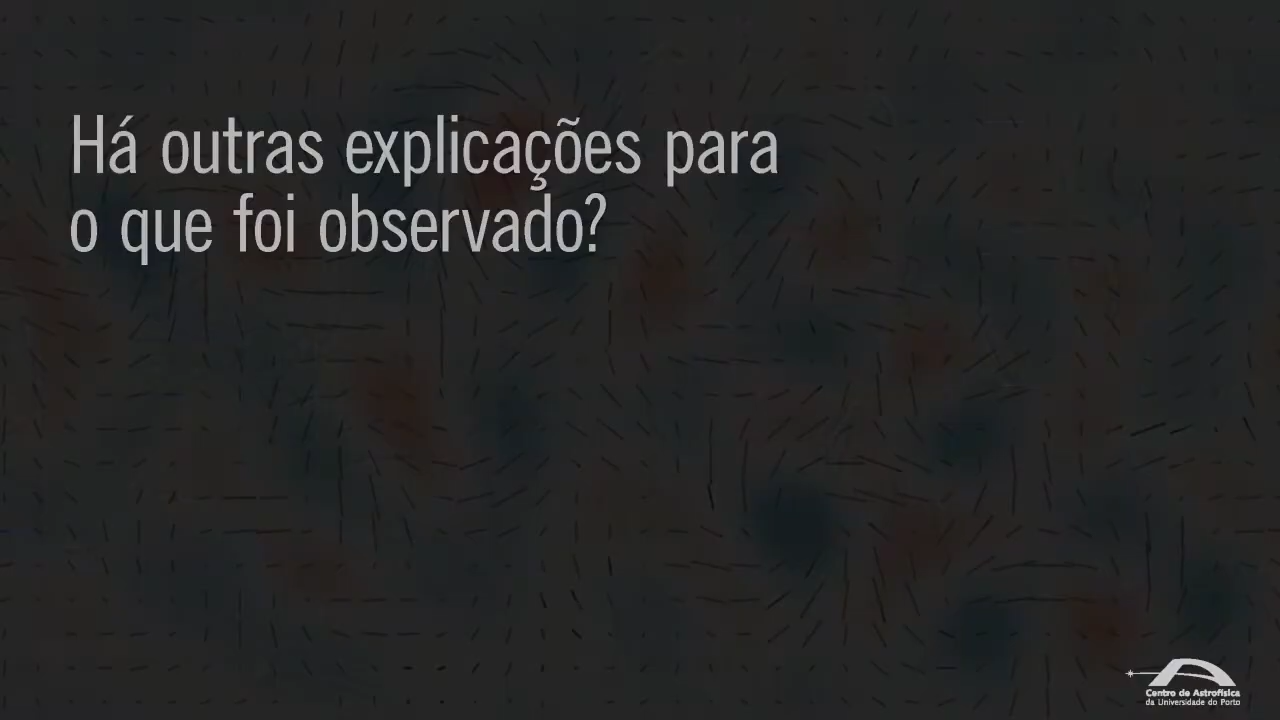 Há outras explicações para
o que foi observado?
Centro de Astrofísica
da Universidade do Porto